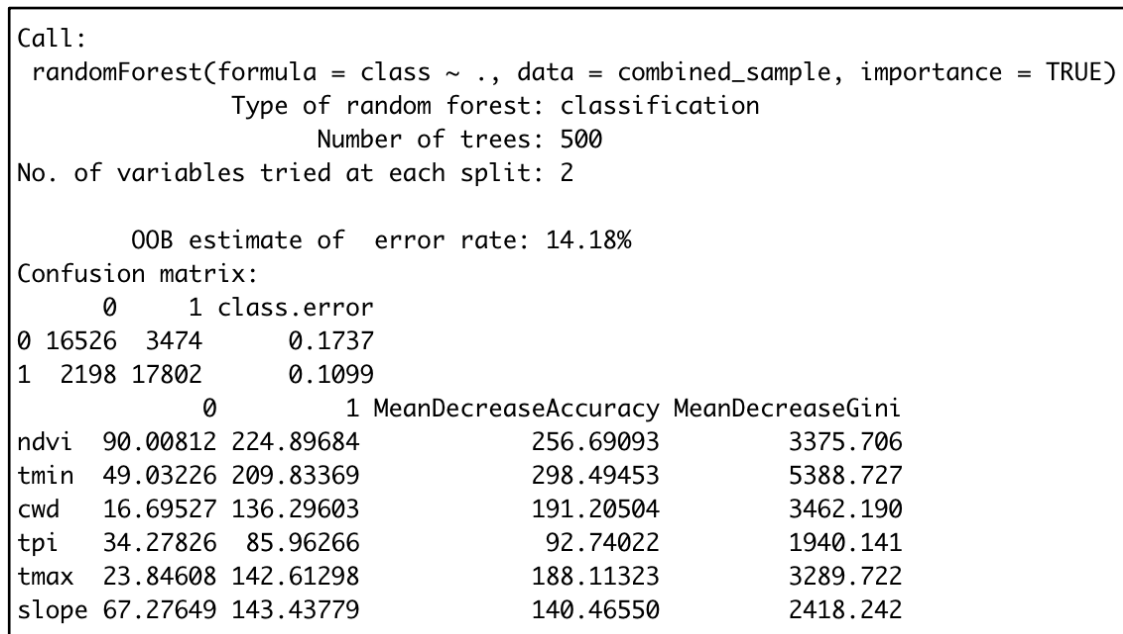 Call:
 randomForest(formula = class ~ ., data = combined_sample, importance = TRUE)
               Type of random forest: classification
                     Number of trees: 500
No. of variables tried at each split: 2

        OOB estimate of  error rate: 14.18%
Confusion matrix:
      0     1 class.error
0 16526  3474      0.1737
1  2198 17802      0.1099
             0         1 MeanDecreaseAccuracy MeanDecreaseGini
ndvi  90.00812 224.89684            256.69093         3375.706
tmin  49.03226 209.83369            298.49453         5388.727
cwd   16.69527 136.29603            191.20504         3462.190
tpi   34.27826  85.96266             92.74022         1940.141
tmax  23.84608 142.61298            188.11323         3289.722
slope 67.27649 143.43779            140.46550         2418.242